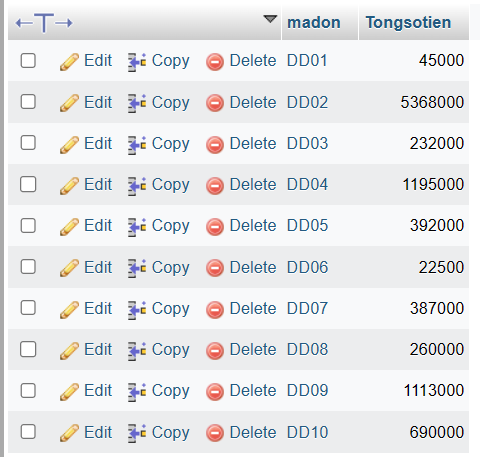 madon Tongsotien
Edit Copy Delete DD01 45000
Edit Copy Delete DD02 5368000
Edit Copy Delete DD03 232000
Edit Copy Delete DD04 1195000
Edit Copy Delete DD05 392000
Edit Copy Delete DD06 22500
Edit Copy Delete DD07 387000
Edit Copy Delete DD08 260000
Edit Copy Delete DD09 1113000
Edit Copy Delete DD10 690000